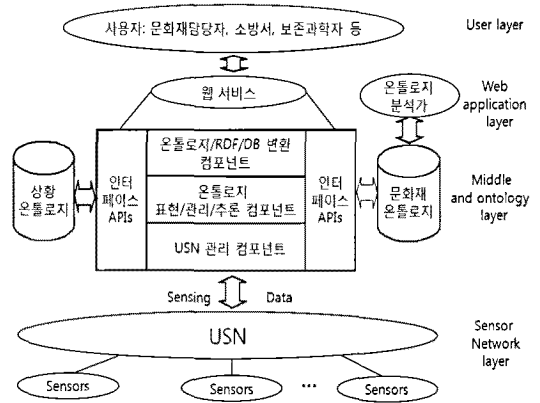 사용자: 문화재담당자, 소방서, 보존과학자 등
User layer
웹 서비스
온톨로지
분석가
Web
application
layer
상황
온톨로지
인터
페이스
APIs
온톨로지/RDF/DB 변환
컴포넌트
온톨로지
표현/관리/추론 컴포넌트
USN 관리 컴포넌트
인터
페이스
APIs
문화재
온톨로지
Middle
and ontology
layer
Sensing
Data
USN
Sensor
Network
layer
Sensors
Sensors
...
Sensors